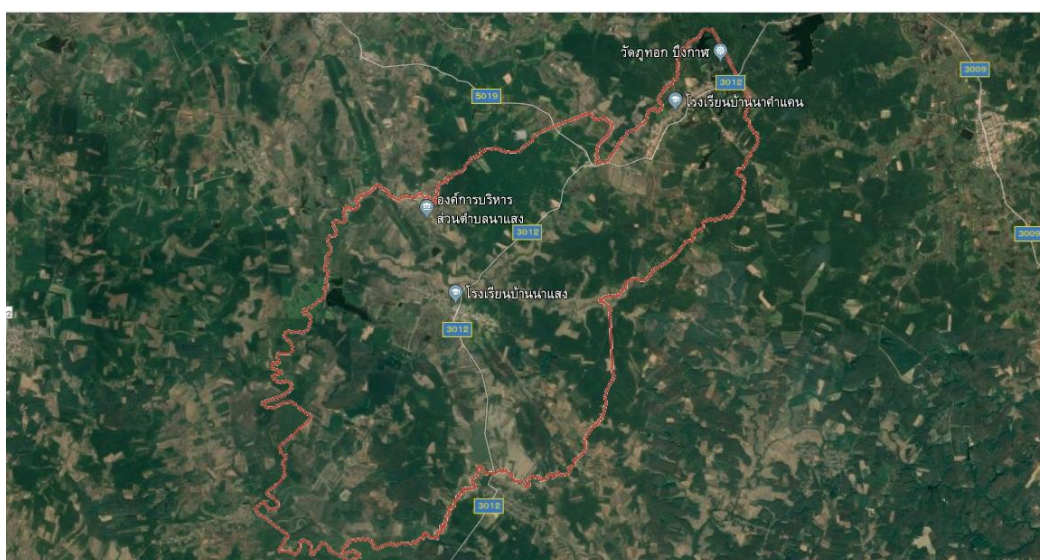 วัดภูทอก บึงกาฬ
3012
3009
5019
โรงเรียนบ้านนาคำแคน
องค์การบริหาร
ส่วนตำบลนาแสง
3012
3009
โรงเรียนบ้านนาแสง
2
3012
3012